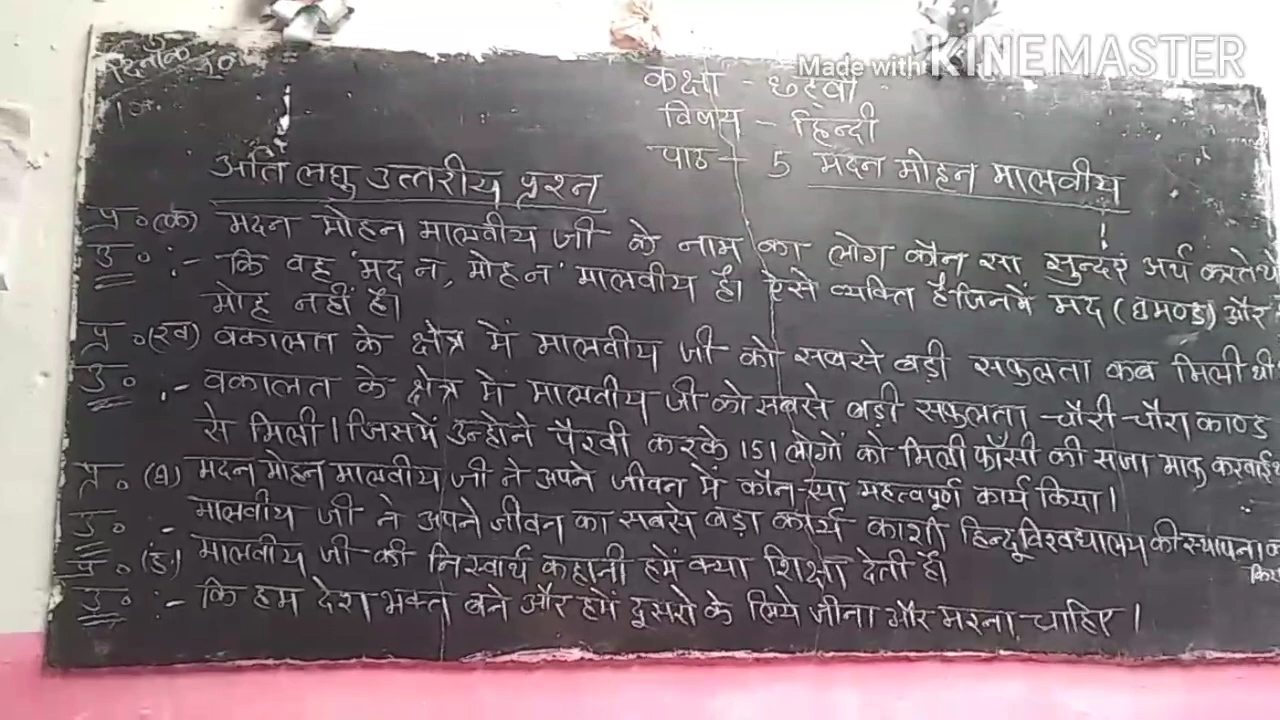 Made with KINEMASTER
दिनांक
कक्षा - छट्वी
विषय - हिन्दी
पाठ - 5 मदन मोहन मालवीय
अति लघु उत्तरीय प्रश्न
प्र० (क) मदन मोहन मालवीय जी के नाम का लोग कौन सा सुन्दर अर्थ करते थे
उ० :- कि वह 'मद न, मोहन' मालवीय है। ऐसे व्यक्ति है जिनमें मद (घमण्ड) और
मोह नहीं है।
प्र० (ख) वकालत के क्षेत्र में मालवीय जी को सबसे बड़ी सफलता कब मिली थी
उ० :- वकालत के क्षेत्र मे मालवीय जी को सबसे बड़ी सफलता चौरी-चौरा काण्ड
से मिली। जिसमें उन्होने पैरवी करके 151 लोगों को मिली फाँसी की सजा माफ करवाई
प्र० (घ) मदन मोहन मालवीय जी ने अपने जीवन में कौन-सा महत्वपूर्ण कार्य किया।
उ० :- मालवीय जी ने अपने जीवन का सबसे बड़ा कार्य काशी हिन्दू विश्वधालय की स्थापना
किय
प्र० (ङ) मालवीय जी की निस्वार्थ कहानी हमें क्या शिक्षा देती है।
उ० :- कि हम देश भक्त बने और हमें दूसरो के लिये जीना और मरना चाहिए।